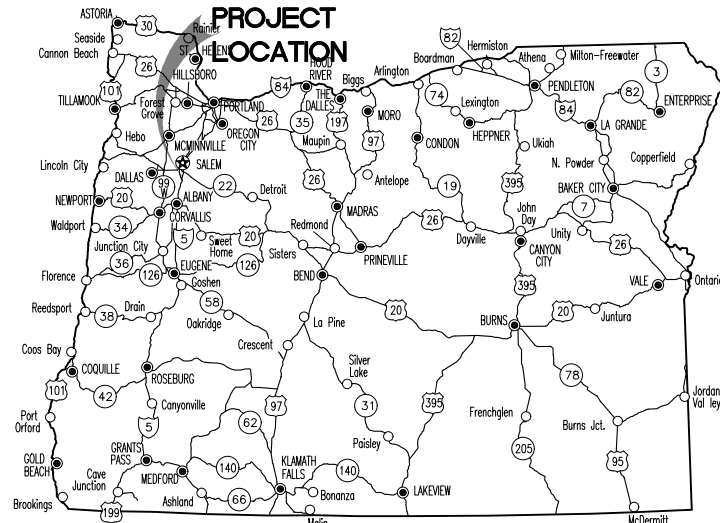 PROJECT
LOCATION
ASTORIA
30
Rainier
Seaside
ST. HELENS
Cannon Beach
26
HILLSBORO
101
TILLAMOOK
Forest
Grove
PORTLAND
OREGON
CITY
26
35
84
HOOD
RIVER
THE
DALLES
197
Biggs
MORO
97
Arlington
Boardman
82
Hermiston
Athena
Milton-Freewater
PENDLETON
74
Lexington
HEPPNER
84
LA GRANDE
82
3
ENTERPRISE
Hebo
MCMINNVILLE
SALEM
Lincoln City
DALLAS
99
W
Maupin
Antelope
CONDON
Ukiah
395
N. Powder
Copperfield
BAKER CITY
NEWPORT
20
ALBANY
CORVALLIS
22
Detroit
26
MADRAS
19
7
Waldport
34
5
Sweet
Home
20
Redmond
Sisters
26
PRINEVILLE
Dayville
John
Day
CANYON
CITY
Unity
26
Junction City
36
126
126
EUGENE
Goshen
BEND
395
VALE
Ontario
Florence
Reedsport
38
Drain
58
Oakridge
La Pine
20
BURNS
20
Juntura
Coos Bay
Crescent
COQUILLE
ROSEBURG
Silver
Lake
78
101
42
Canyonville
97
31
395
Frenchglen
Burns Jct.
Jordan
Val ley
Port
Orford
5
62
Paisley
205
95
GOLD
BEACH
GRANTS
PASS
Cave
Junction
MEDFORD
140
KLAMATH
FALLS
140
LAKEVIEW
Brookings
199
Ashland
66
Bonanza
Malin
McDermitt